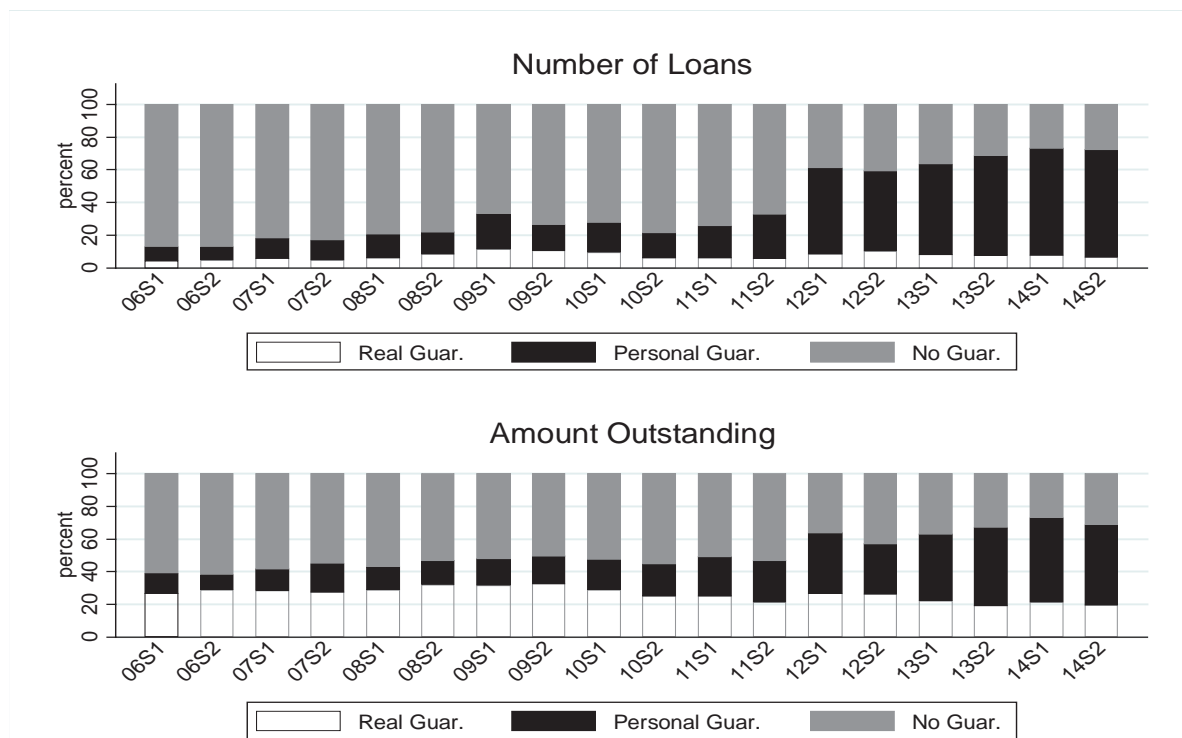 Number of Loans
percent
0 20 40 60 80 100
06S1 06S2 07S1 07S2 08S1 08S2 09S1 09S2 10S1 10S2 11S1 11S2 12S1 12S2 13S1 13S2 14S1 14S2
Real Guar. Personal Guar. No Guar.
Amount Outstanding
percent
0 20 40 60 80 100
06S1 06S2 07S1 07S2 08S1 08S2 09S1 09S2 10S1 10S2 11S1 11S2 12S1 12S2 13S1 13S2 14S1 14S2
Real Guar. Personal Guar. No Guar.